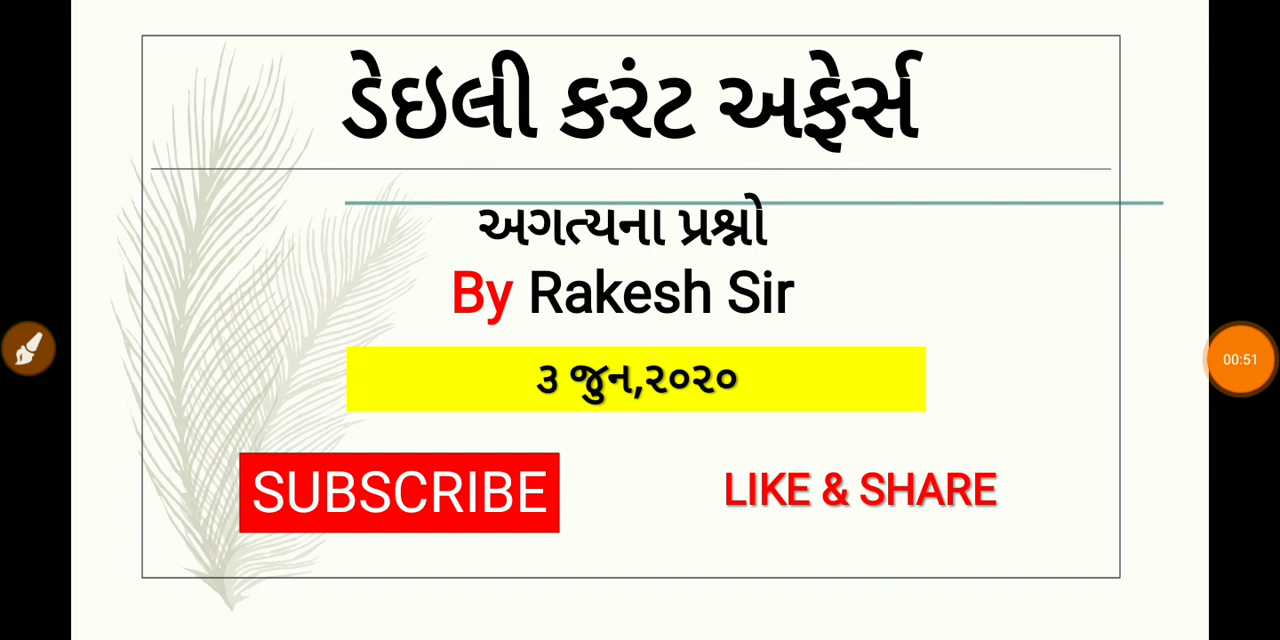 ડેઇલી કરંટ અફેર્સ
અગત્યના પ્રશ્નો
By Rakesh Sir
૩ જુન,૨૦૨૦
SUBSCRIBE
LIKE & SHARE
00:51